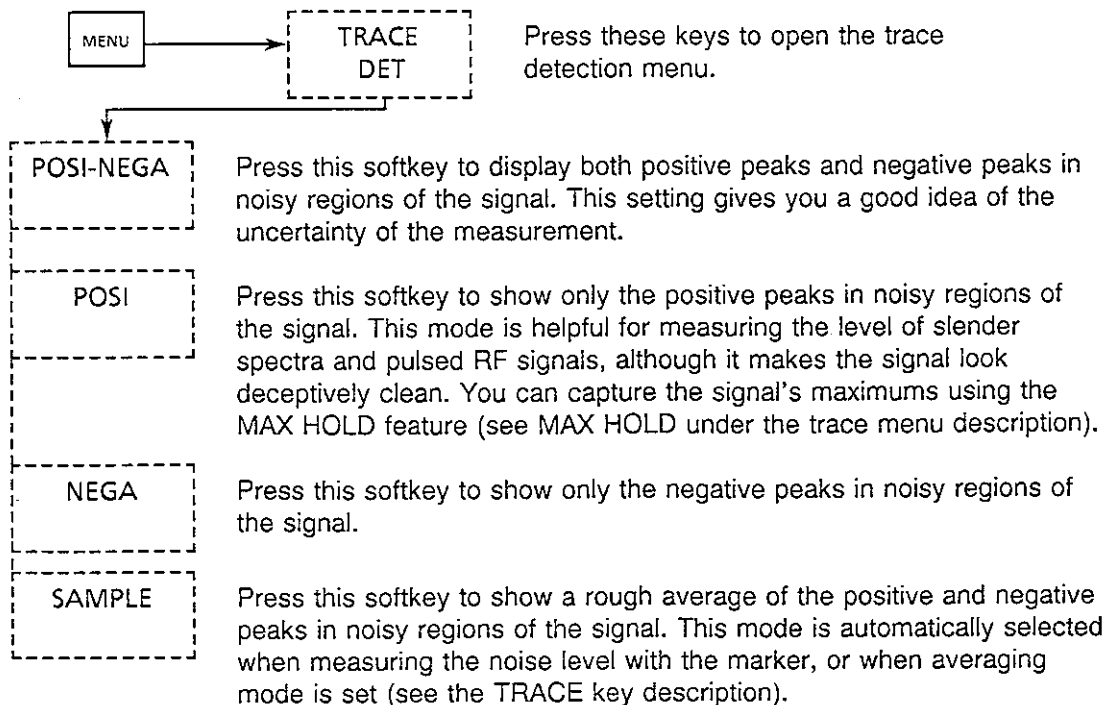 MENU
TRACE
DET
Press these keys to open the trace
detection menu.
POSI-NEGA
Press this softkey to display both positive peaks and negative peaks in
noisy regions of the signal. This setting gives you a good idea of the
uncertainty of the measurement.
POSI
Press this softkey to show only the positive peaks in noisy regions of
the signal. This mode is helpful for measuring the level of slender
spectra and pulsed RF signals, although it makes the signal look
deceptively clean. You can capture the signal's maximums using the
MAX HOLD feature (see MAX HOLD under the trace menu description).
NEGA
Press this softkey to show only the negative peaks in noisy regions of
the signal.
SAMPLE
Press this softkey to show a rough average of the positive and negative
peaks in noisy regions of the signal. This mode is automatically selected
when measuring the noise level with the marker, or when averaging
mode is set (see the TRACE key description).